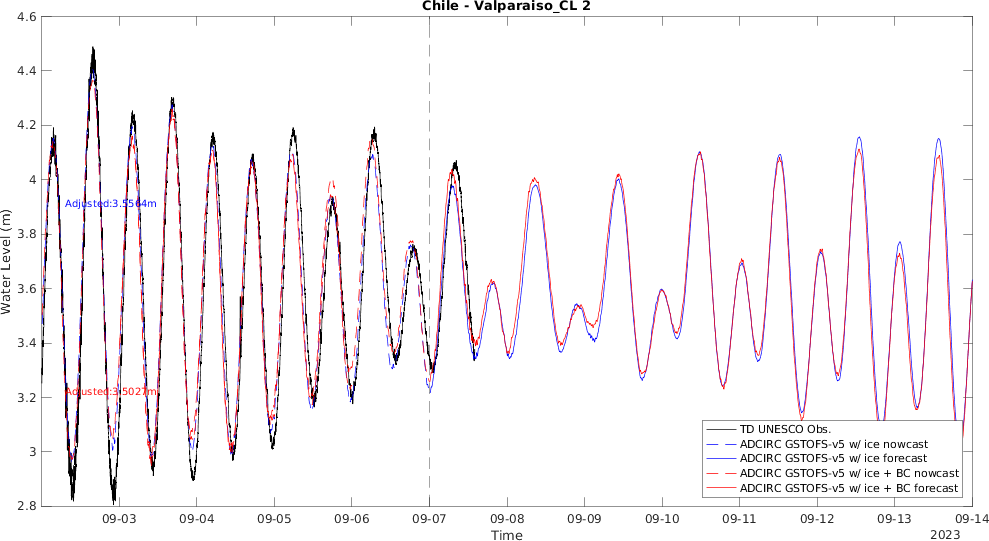 Chile - Valparaiso_CL 2
4.6
4.4
4.2
4
3.8
3.6
3.4
3.2
3
2.8
Water Level (m)
Adjusted:3.5564m
Adjusted:3.5027m
TD UNESCO Obs.
ADCIRC GSTOFS-v5 w/ ice nowcast
ADCIRC GSTOFS-v5 w/ ice forecast
ADCIRC GSTOFS-v5 w/ ice + BC nowcast
ADCIRC GSTOFS-v5 w/ ice + BC forecast
09-03 09-04 09-05 09-06 09-07 09-08 09-09 09-10 09-11 09-12 09-13 09-14
Time
2023